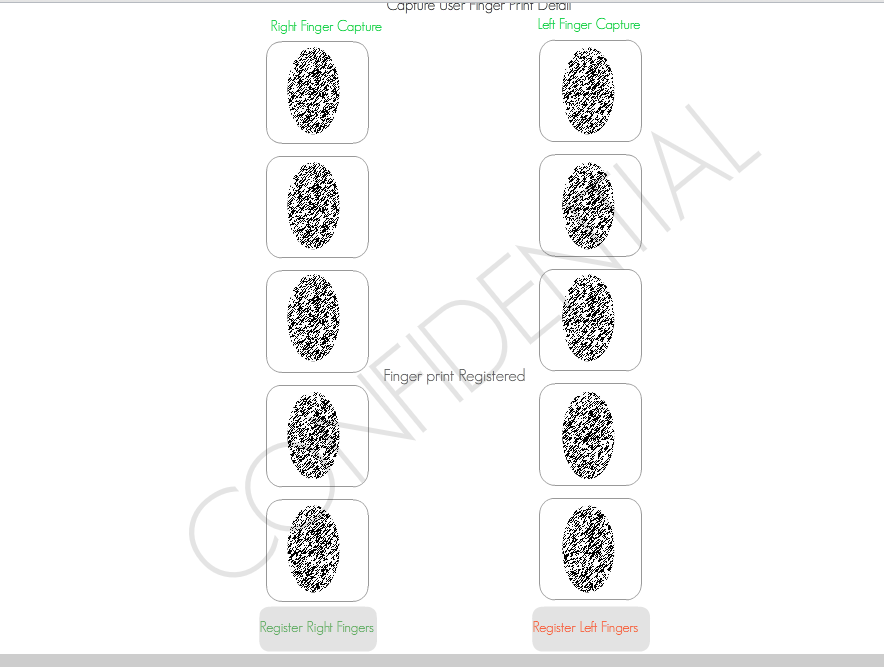 Capture User Finger Print Detail
Right Finger Capture
Left Finger Capture
CONFIDENTIAL
Finger print Registered
Register Right Fingers
Register Left Fingers